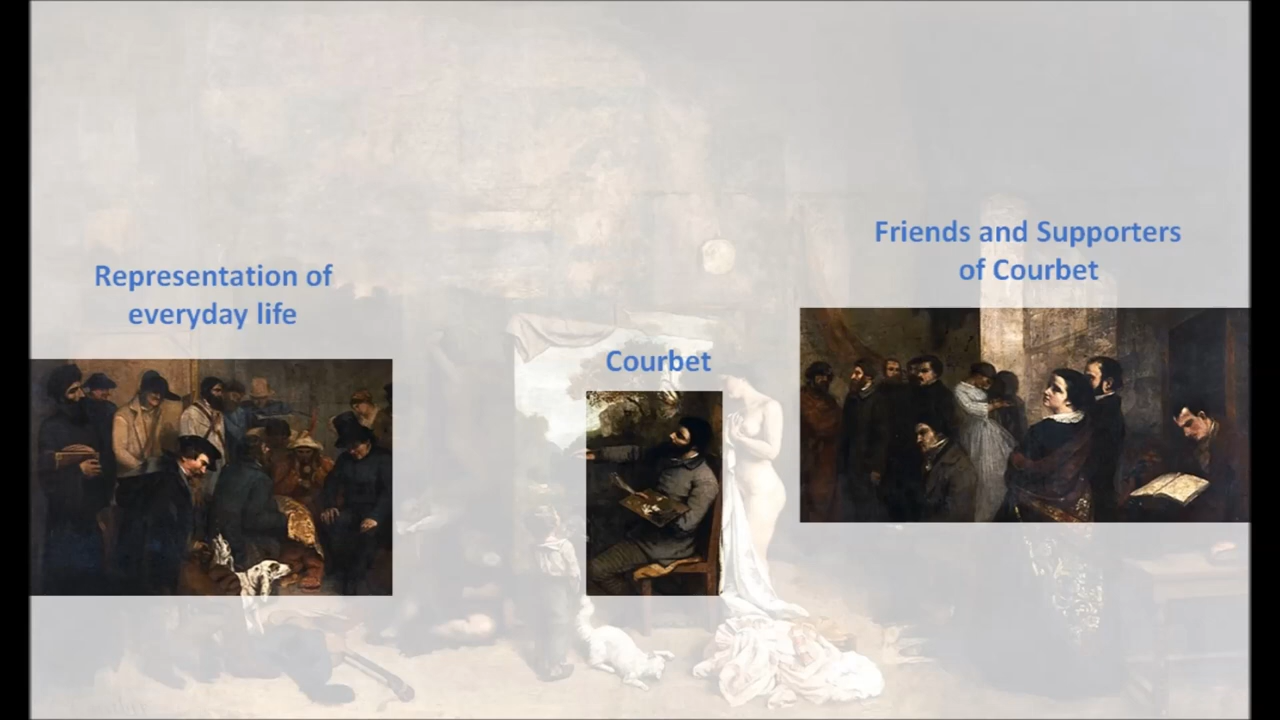 Representation of
everyday life
Courbet
Friends and Supporters
of Courbet